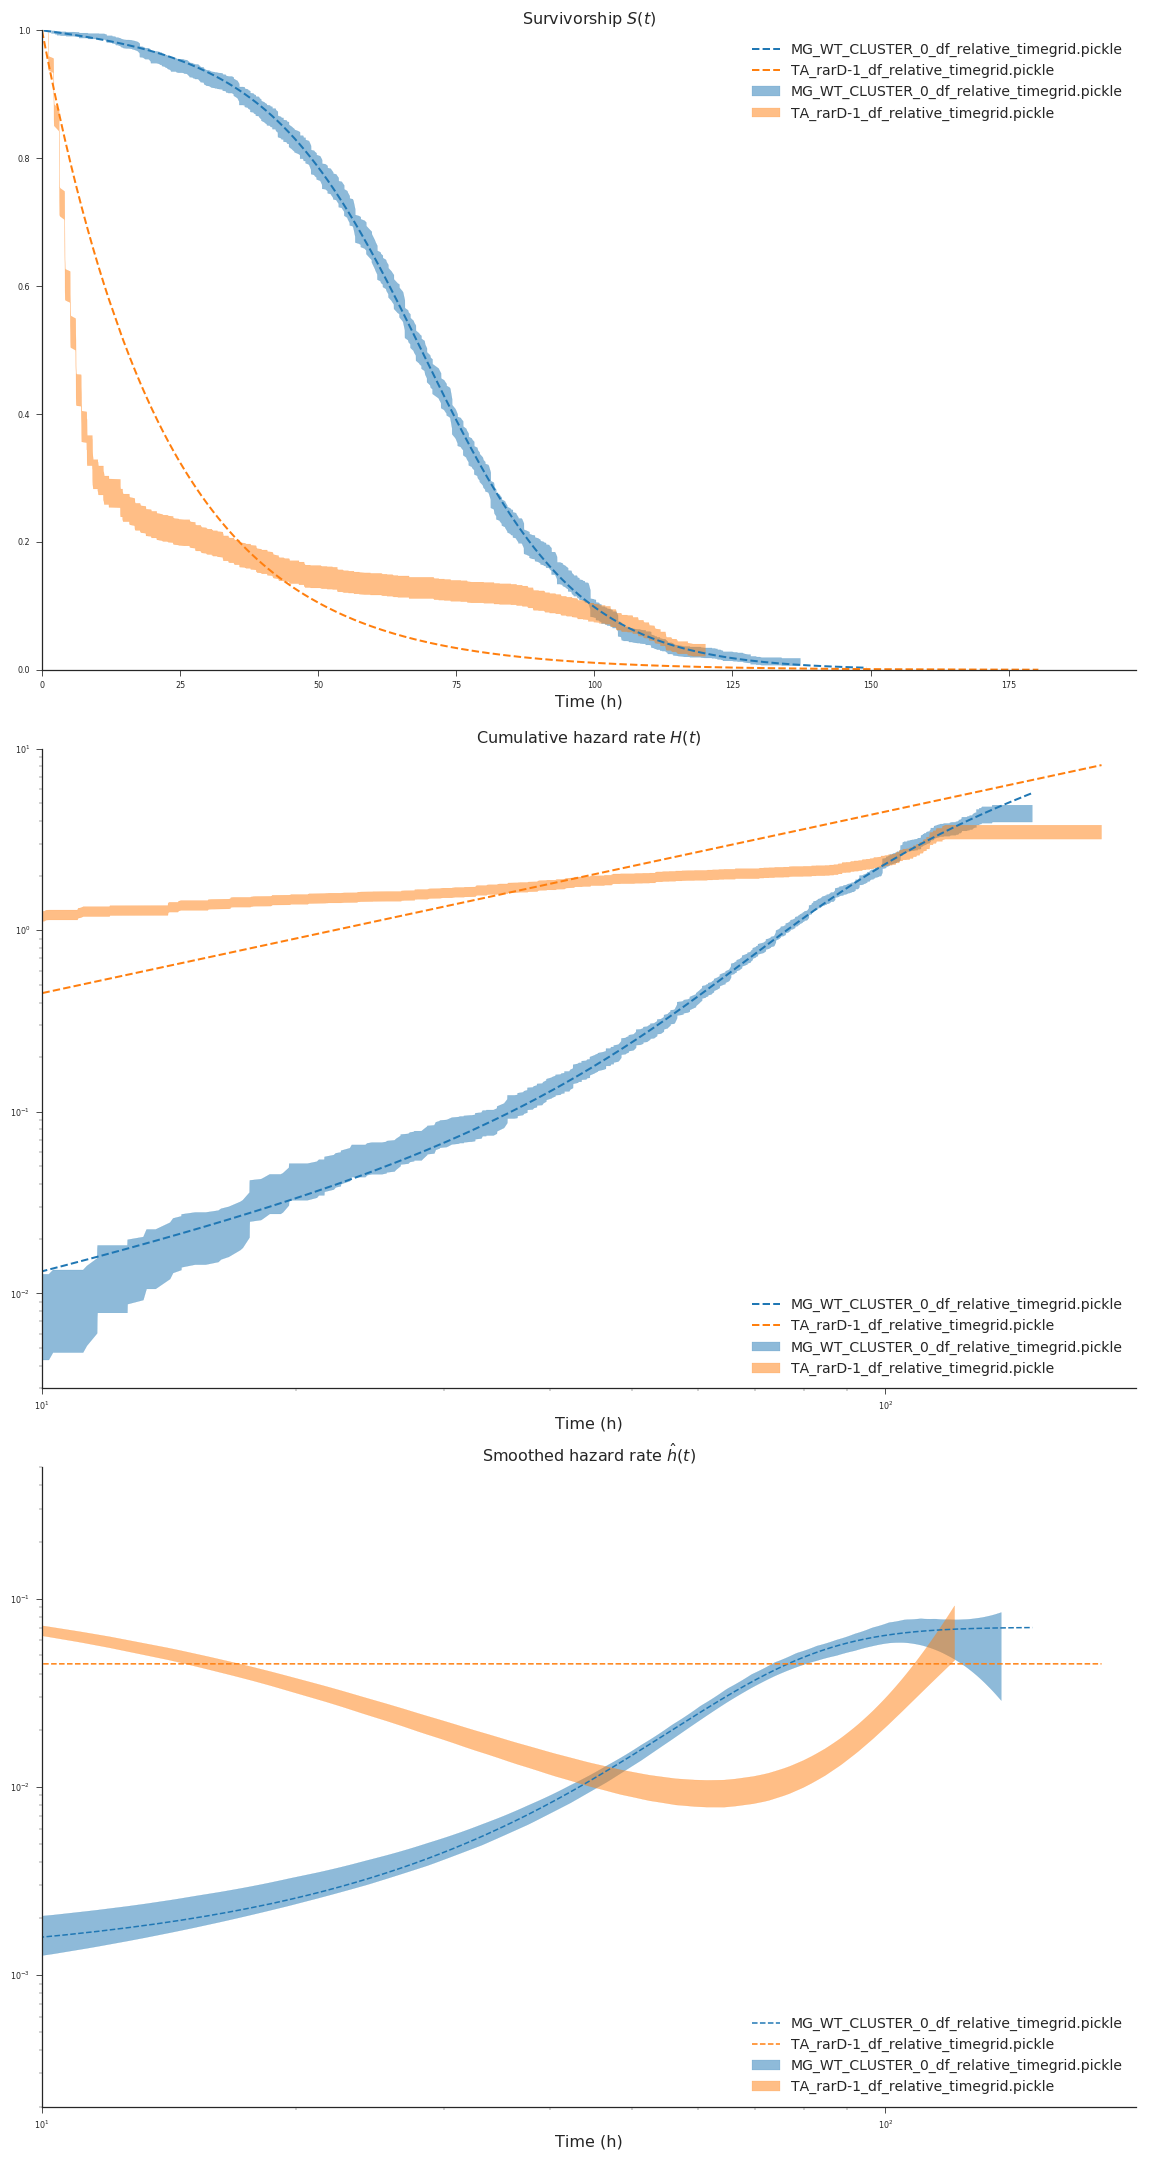 Survivorship S(t)
1.0
0.8
0.6
0.4
0.2
0.0
MG_WT_CLUSTER_0_df_relative_timegrid.pickle
TA_rarD-1_df_relative_timegrid.pickle
MG_WT_CLUSTER_0_df_relative_timegrid.pickle
TA_rarD-1_df_relative_timegrid.pickle
0 25 50 75 100 125 150 175
Time (h)
Cumulative hazard rate H(t)
10¹
10⁰
10⁻¹
10⁻²
MG_WT_CLUSTER_0_df_relative_timegrid.pickle
TA_rarD-1_df_relative_timegrid.pickle
MG_WT_CLUSTER_0_df_relative_timegrid.pickle
TA_rarD-1_df_relative_timegrid.pickle
10¹ 10²
Time (h)
Smoothed hazard rate ĥ(t)
10⁻¹
10⁻²
10⁻³
MG_WT_CLUSTER_0_df_relative_timegrid.pickle
TA_rarD-1_df_relative_timegrid.pickle
MG_WT_CLUSTER_0_df_relative_timegrid.pickle
TA_rarD-1_df_relative_timegrid.pickle
10¹ 10²
Time (h)